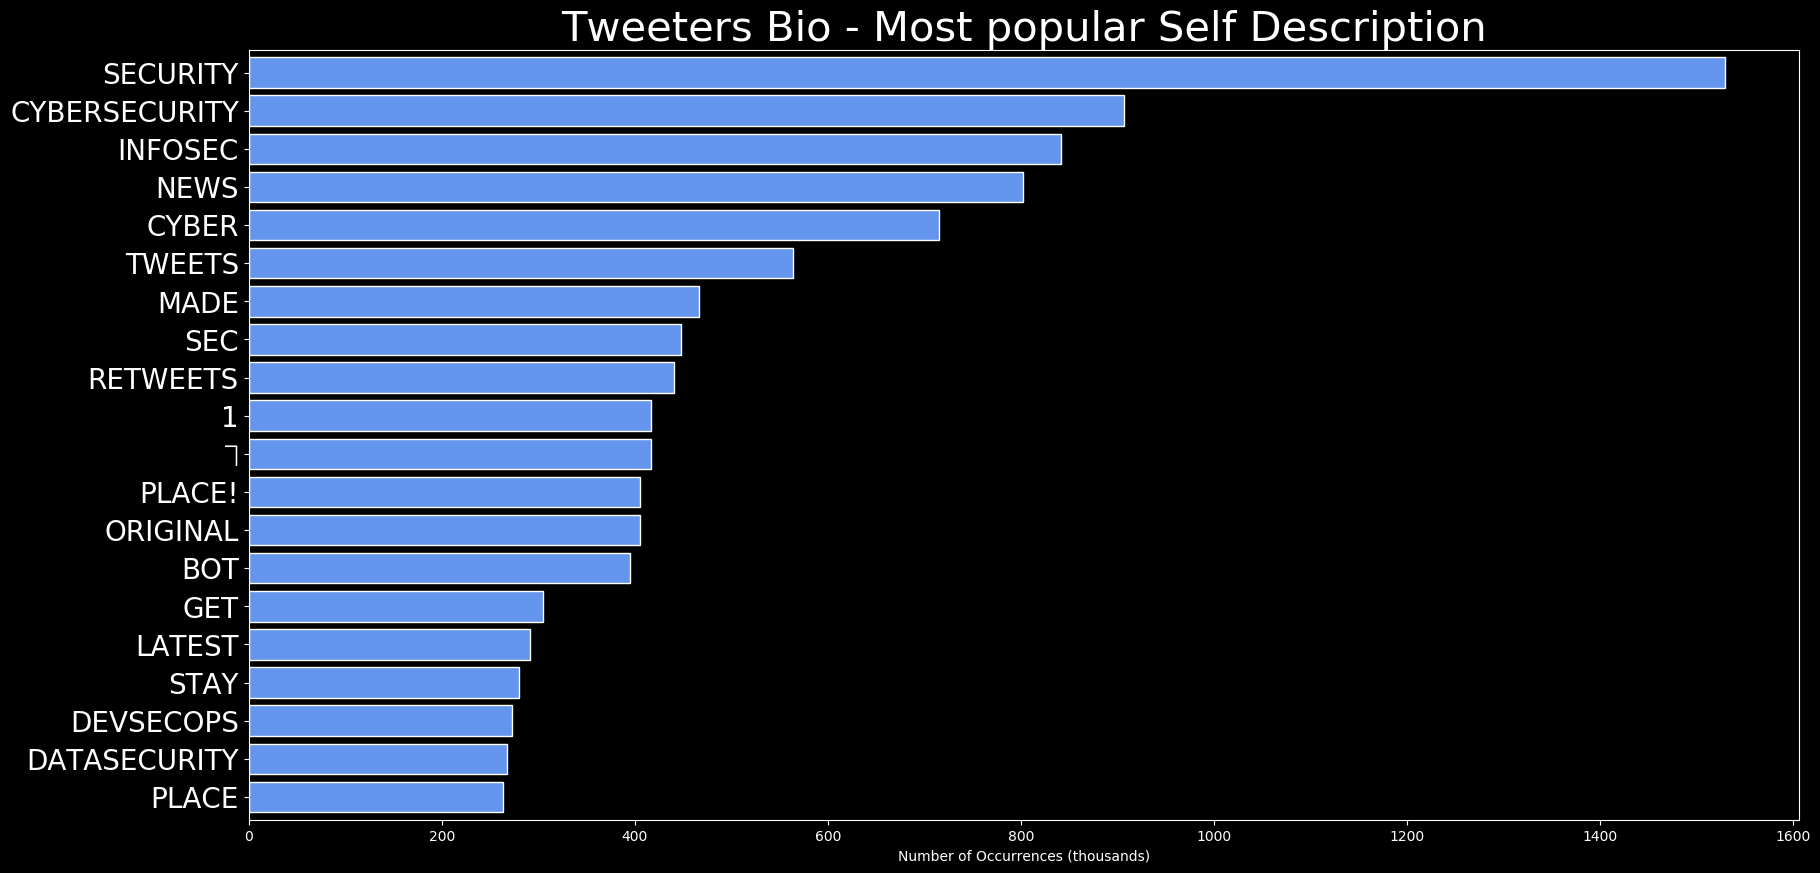 Tweeters Bio - Most popular Self Description
SECURITY
CYBERSECURITY
INFOSEC
NEWS
CYBER
TWEETS
MADE
SEC
RETWEETS
1
ℸ
PLACE!
ORIGINAL
BOT
GET
LATEST
STAY
DEVSECOPS
DATASECURITY
PLACE
0 200 400 600 800 1000 1200 1400 1600
Number of Occurrences (thousands)